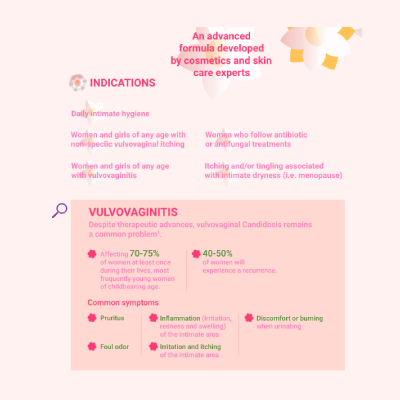 An advanced
formula developed
by cosmetics and skin
care experts
INDICATIONS
Daily intimate hygiene
Women and girls of any age with
non-speciic vulvovaginal itching
Women who follow antibiotic
or antifungal treatments
Women and girls of any age
with vulvovaginitis
Itching and/or tingling associated
with intimate dryness (i.e. menopause)
VULVOVAGINITIS
Despite therapeutic advances, vulvovaginal Candidosis remains
a common problem¹.
Affecting 70-75%
of women at least once
during their lives, most
frequently young women
of childbearing age.
40-50%
of women will
experience a recurrence.
Common symptoms
Pruritus
Inflammation (irritation,
redness and swelling)
of the intimate area
Discomfort or burning
when urinating
Foul odor
Irritation and itching
of the intimate area